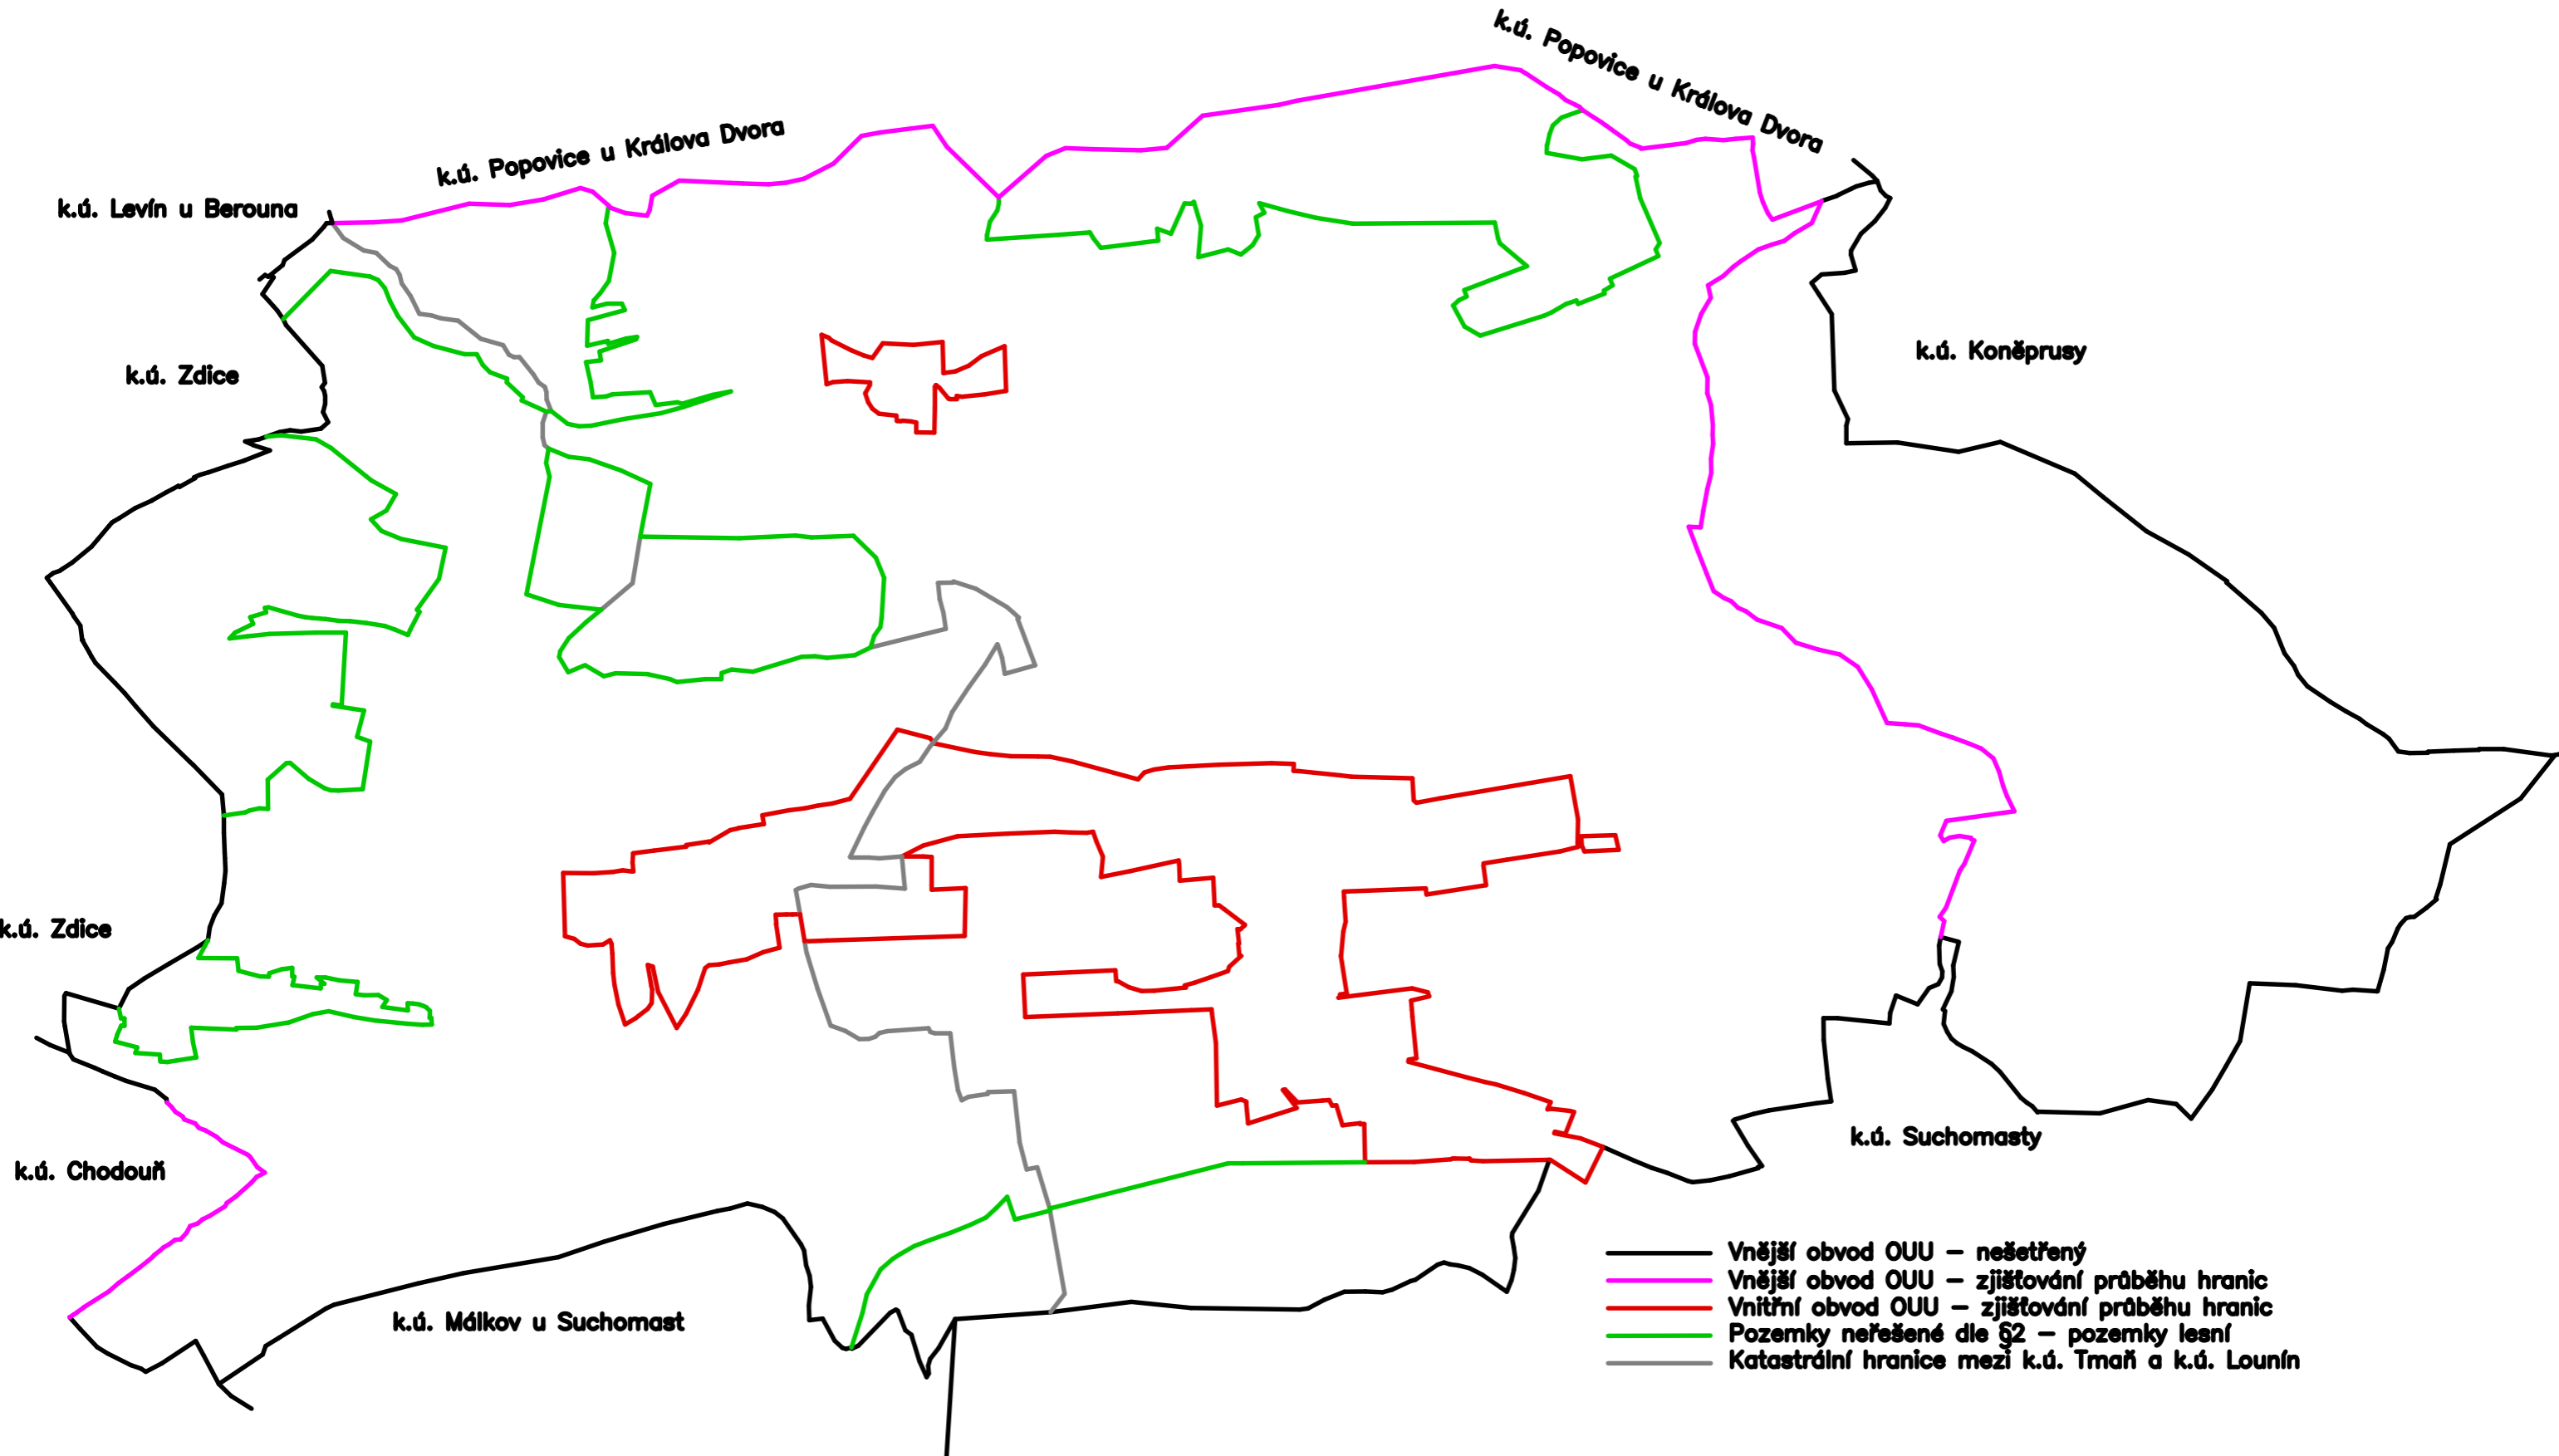 k.ú. Popovice u Králova Dvora
k.ú. Popovice u Králova Dvora
k.ú. Levín u Berouna
k.ú. Koněprusy
k.ú. Zdice
k.ú. Zdice
k.ú. Suchomasty
k.ú. Chodouň
k.ú. Málkov u Suchomast
Vnější obvod OUU – nešetřený
Vnější obvod OUU – zjišťování průběhu hranic
Vnitřní obvod OUU – zjišťování průběhu hranic
Pozemky neřešené dle §2 – pozemky lesní
Katastrální hranice mezi k.ú. Tmaň a k.ú. Lounín